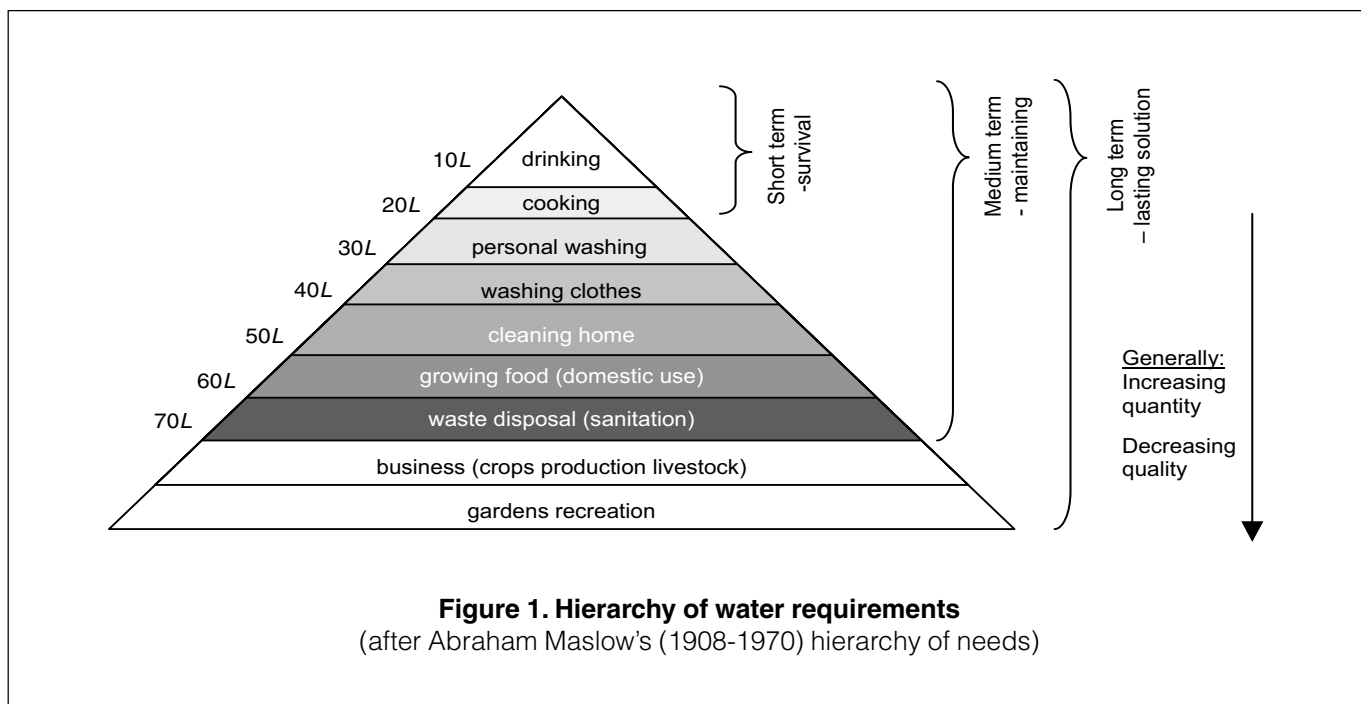 10L drinking
20L cooking
30L personal washing
40L washing clothes
50L cleaning home
60L growing food (domestic use)
70L waste disposal (sanitation)
business (crops production livestock)
gardens recreation
Short term
-survival
Medium term
- maintaining
Long term
– lasting solution
Generally:
Increasing
quantity
Decreasing
quality
Figure 1. Hierarchy of water requirements
(after Abraham Maslow's (1908-1970) hierarchy of needs)